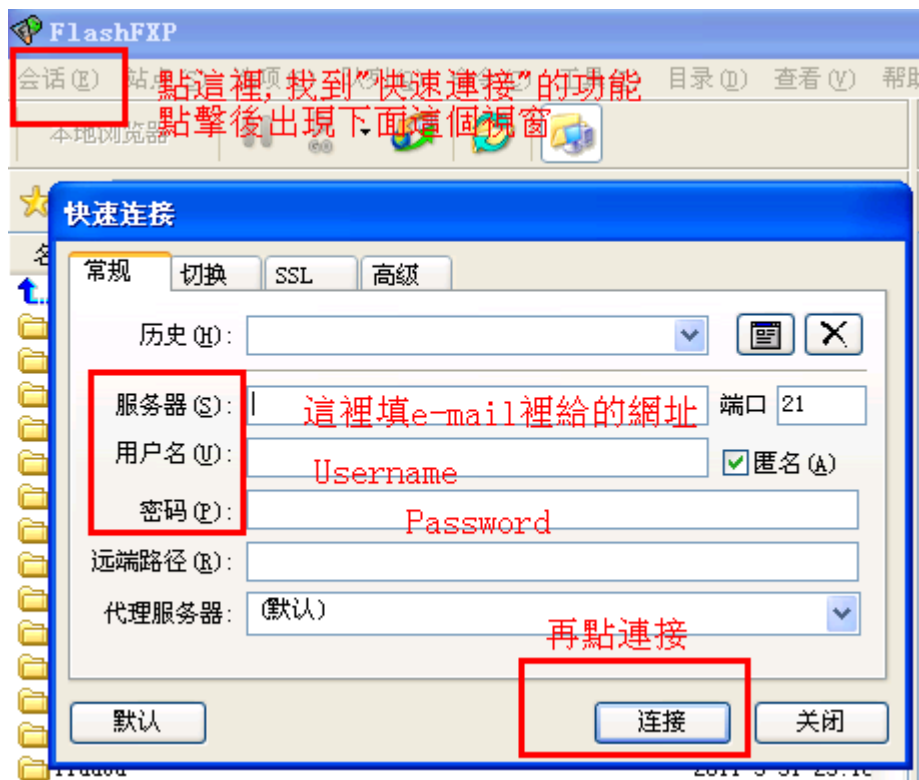 FlashFXP
会话(E) 目录(D) 查看(V) 帮助
點這裡,找到"快速連接"的功能
點擊後出現下面這個視窗
本地浏览器
快速连接
常规 切换 SSL 高级
历史(H):
服务器(S): 這裡填e-mail裡給的網址 端口 21
用户名(U): Username 匿名(A)
密码(P): Password
远端路径(R):
代理服务器: (默认)
再點連接
默认 连接 关闭